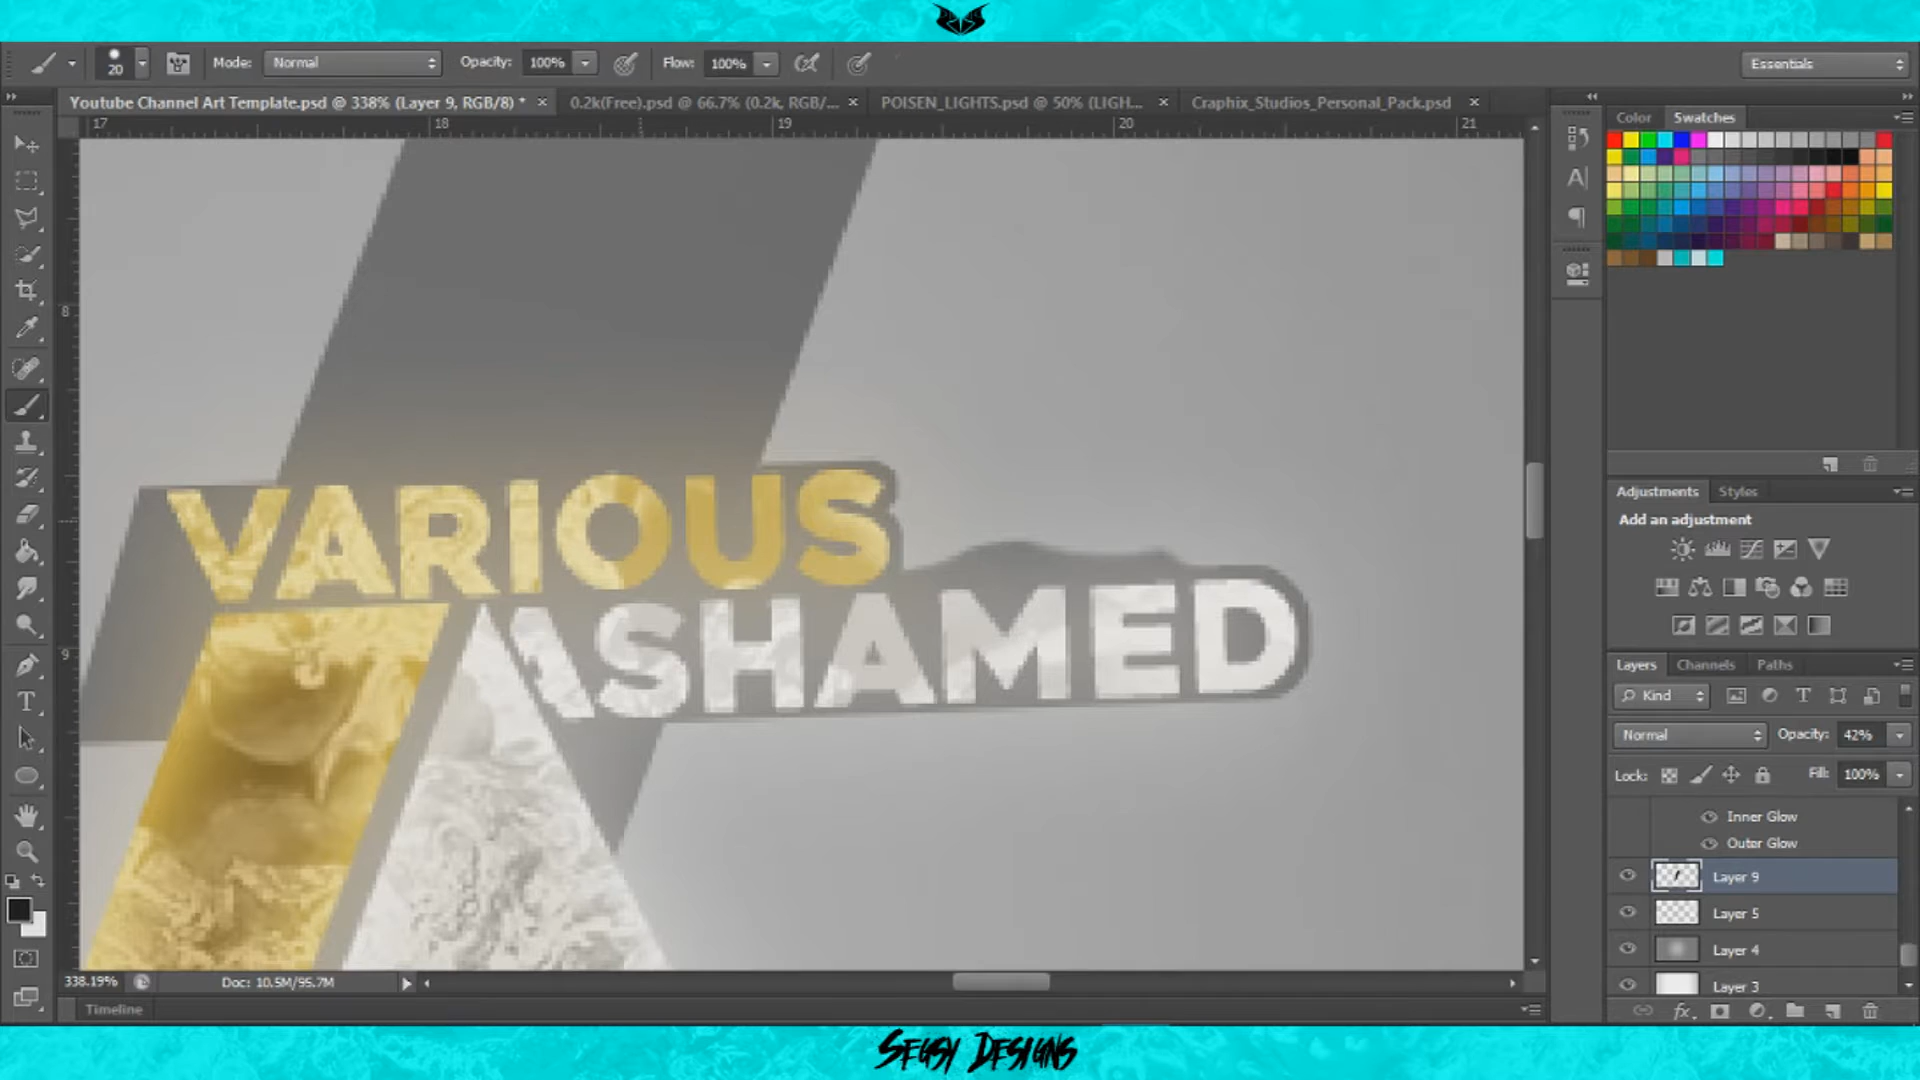 20 Mode: Normal Opacity: 100% Flow: 100% Essentials
Youtube Channel Art Template.psd @ 338% (Layer 9, RGB/8) * 0.2k(Free).psd @ 66.7% (0.2k, RGB/... POISEN_LIGHTS.psd @ 50% (LIGH... Craphix_Studios_Personal_Pack.psd
17 18 19 20 21
Color Swatches
8
9
VARIOUS
ASHAMED
Adjustments Styles
Add an adjustment
Layers Channels Paths
Kind
Normal Opacity: 42%
Lock: Fill: 100%
Inner Glow
Outer Glow
Layer 9
Layer 5
Layer 4
Layer 3
338.19% Doc: 10.5M/95.7M
Timeline
SEGSY DESIGNS